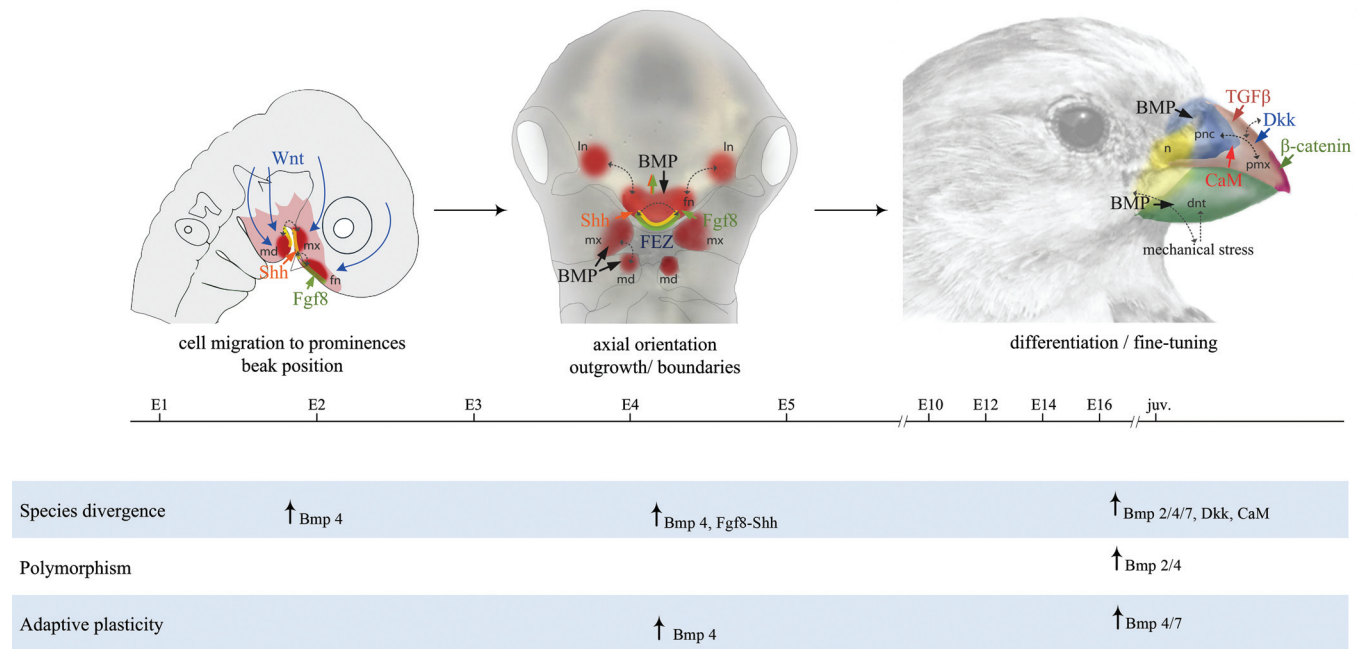 Wnt
md
mx
Shh
fn
Fgf8
cell migration to prominences
beak position
ln
ln
BMP
fn
Shh
Fgf8
mx
FEZ
mx
BMP
md
md
axial orientation
outgrowth/ boundaries
BMP
TGFβ
Dkk
pnc
β-catenin
n
pmx
CaM
BMP
dnt
mechanical stress
differentiation / fine-tuning
E1 E2 E3 E4 E5 E10 E12 E14 E16 juv.
Species divergence Bmp 4 Bmp 4, Fgf8-Shh Bmp 2/4/7, Dkk, CaM
Polymorphism Bmp 2/4
Adaptive plasticity Bmp 4 Bmp 4/7